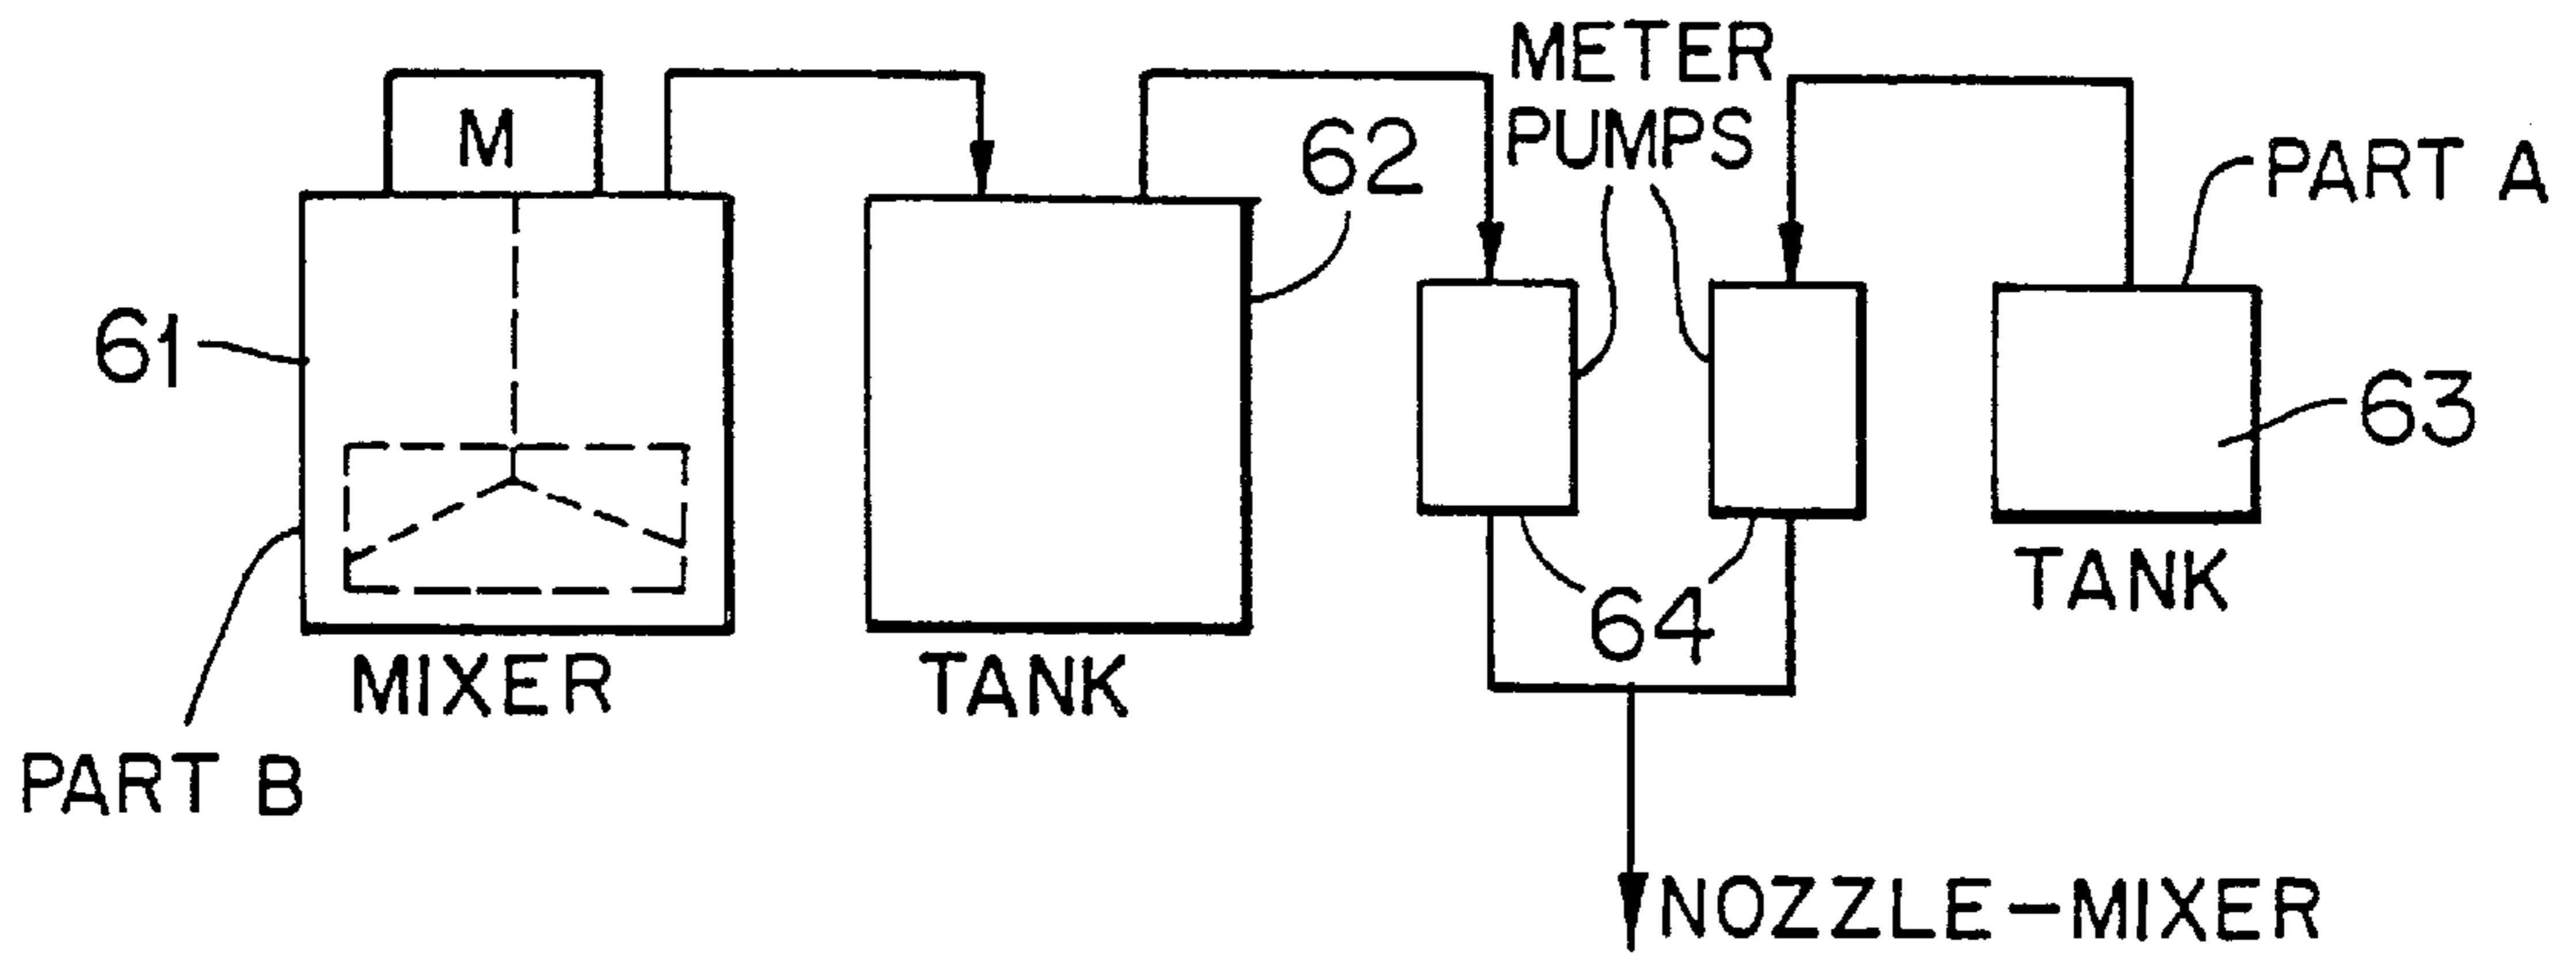 METER
PUMPS
M
62
PART A
61
63
64
MIXER
TANK
TANK
PART B
NOZZLE-MIXER